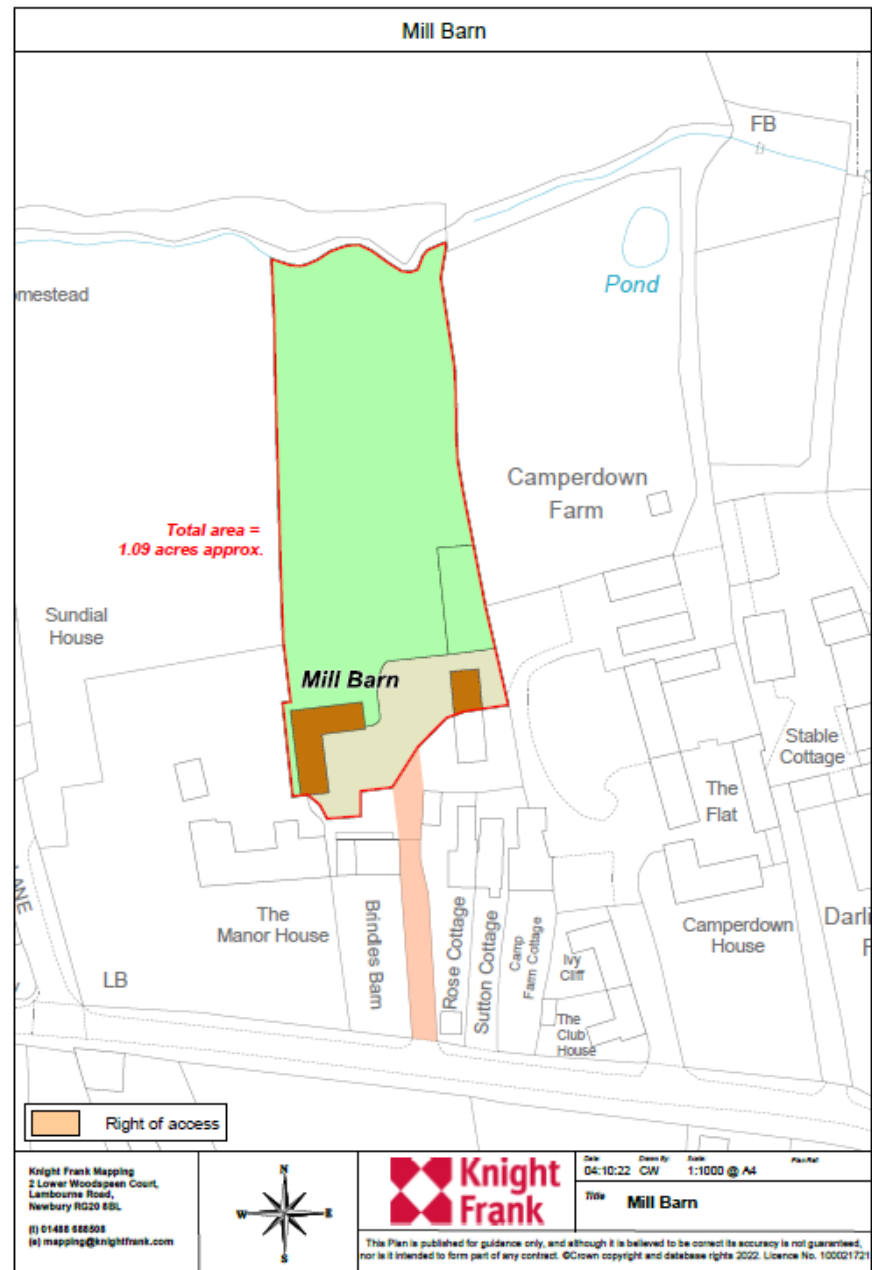 Mill Barn
FB
Pond
omestead
Camperdown
Farm
Total area =
1.09 acres approx.
Sundial
House
Mill Barn
Stable
Cottage
The
Flat
LANE
The
Manor House
Brindles Barn
Rose Cottage
Sutton Cottage
Camp
Farm Cottage
Ivy
Cliff
The
Club
House
Camperdown
House
Darli
F
LB
Right of access
Knight Frank Mapping
2 Lower Woodspeen Court,
Lambourne Road,
Newbury RG20 8BL
(t) 01488 688508
(e) mapping@knightfrank.com
N
W E
S
Knight
Frank
Date Drawn By Scale Plan Ref
04:10:22 CW 1:1000 @ A4
Title Mill Barn
This Plan is published for guidance only, and although it is believed to be correct its accuracy is not guaranteed,
nor is it intended to form part of any contract. ©Crown copyright and database rights 2022. Licence No. 100021721